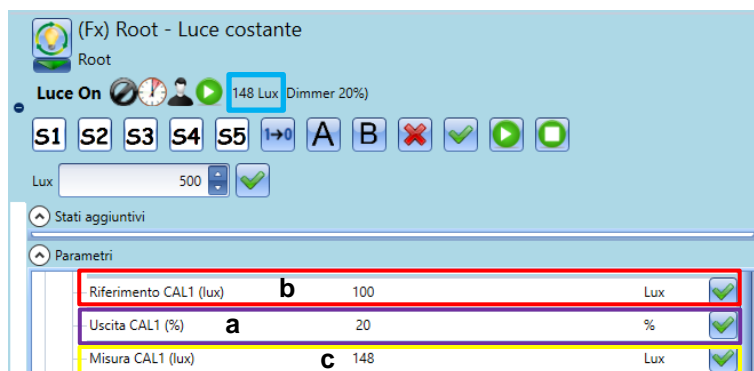 (Fx) Root - Luce costante
Root
Luce On 148 Lux (Dimmer 20%)
S1 S2 S3 S4 S5 1→0 A B
Lux 500
Stati aggiuntivi
Parametri
Riferimento CAL1 (lux) b 100 Lux
Uscita CAL1 (%) a 20 %
Misura CAL1 (lux) c 148 Lux